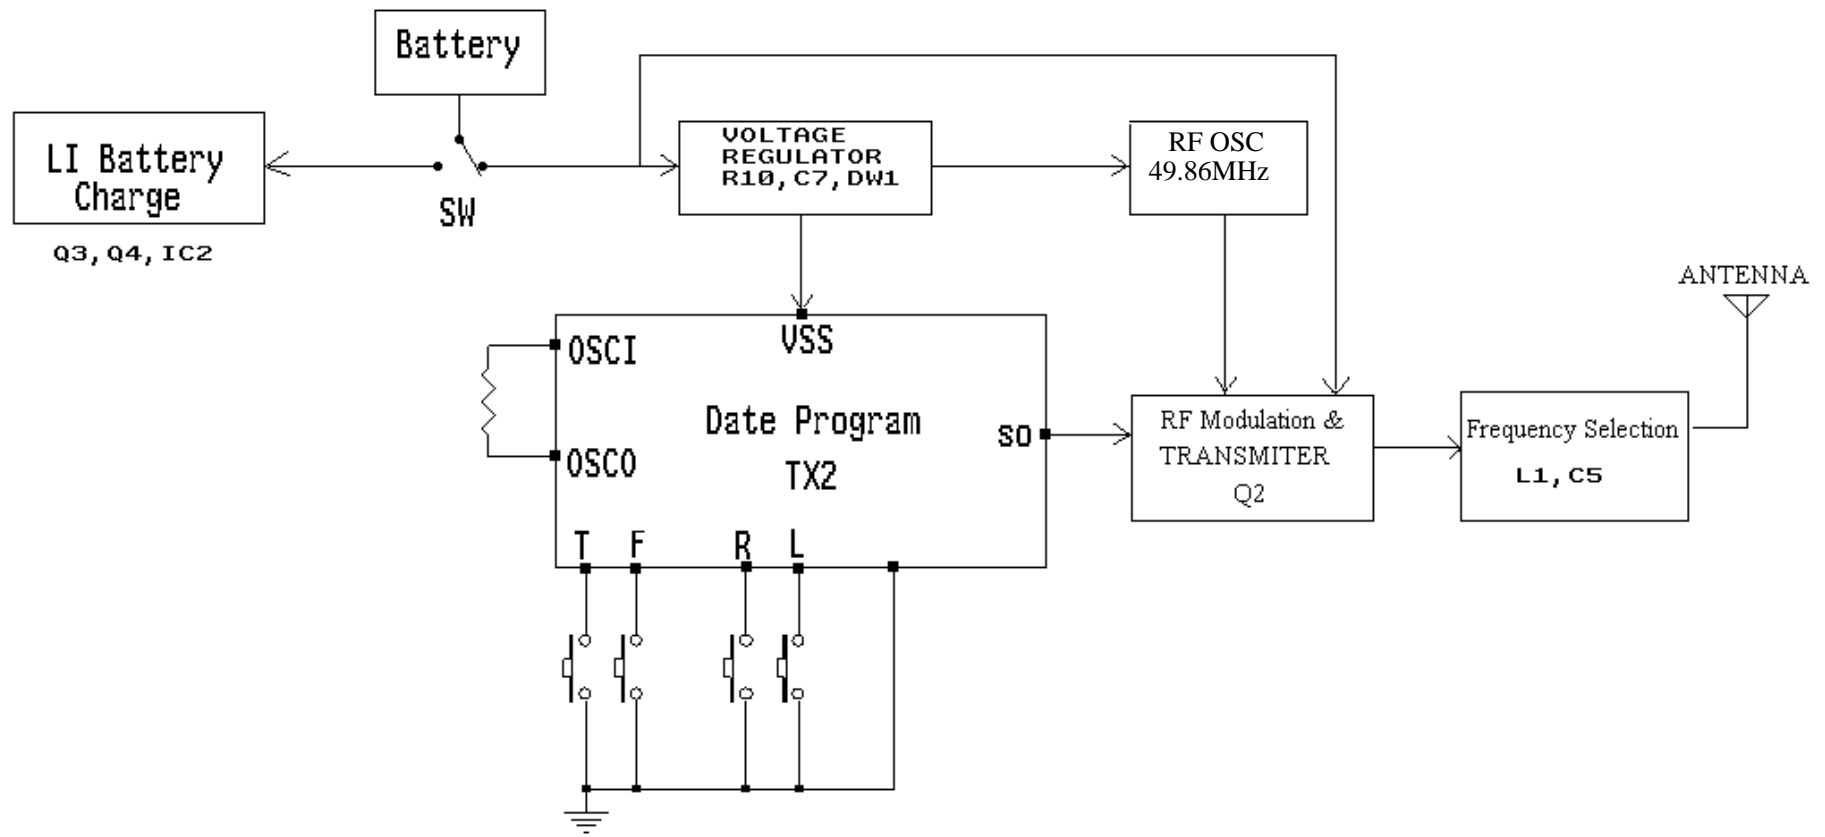 Battery
LI Battery
Charge
Q3,Q4,IC2
SW
VOLTAGE
REGULATOR
R10,C7,DW1
RF OSC
49.86MHz
ANTENNA
OSCI
VSS
OSCO
Date Program
TX2
SO
T F R L
RF Modulation &
TRANSMITER
Q2
Frequency Selection
L1,C5